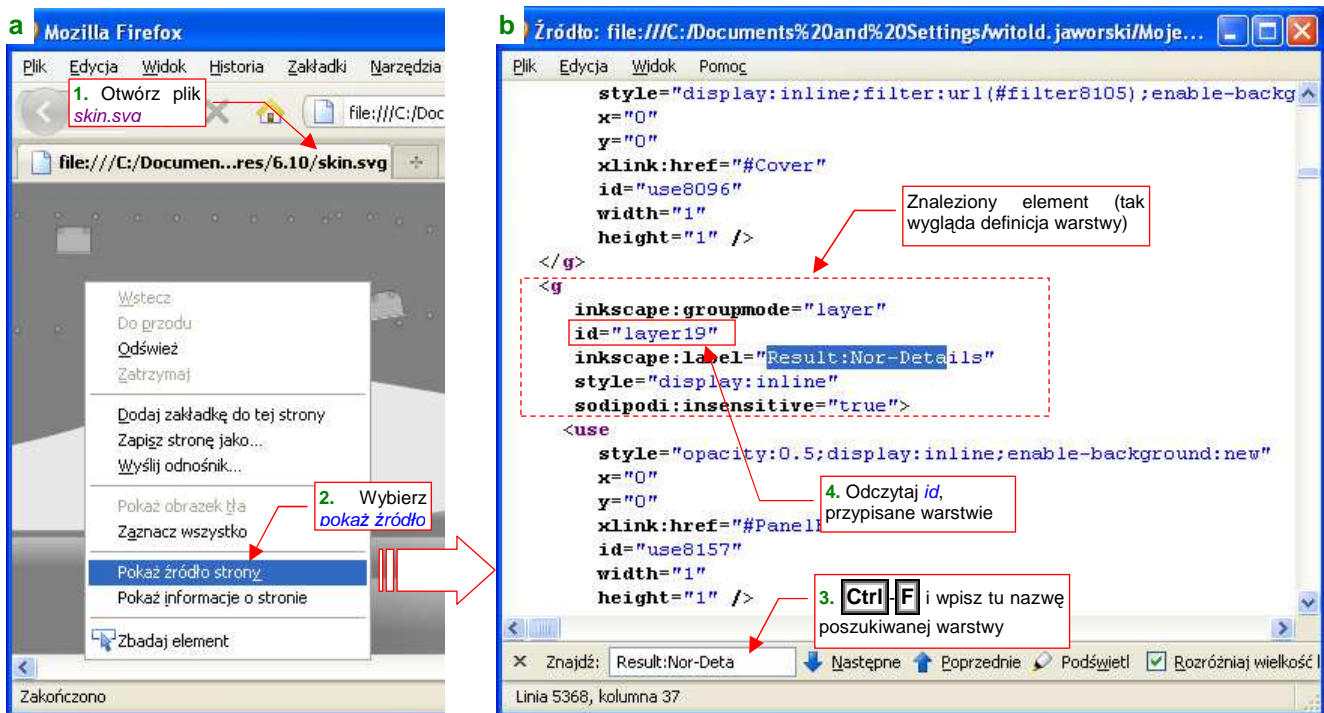 a
Mozilla Firefox
Plik Edycja Widok Historia Zakładki Narzędzia
1. Otwórz plik
skin.svg
file:///C:/Doc
file:///C:/Documen...res/6.10/skin.svg
Wstecz
Do przodu
Odśwież
Zatrzymaj
Dodaj zakładkę do tej strony
Zapisz stronę jako...
Wyślij odnośnik...
Pokaż obrazek tła
Zaznacz wszystko
2. Wybierz
pokaż źródło
Pokaż źródło strony
Pokaż informacje o stronie
Zbadaj element
Zakończono
b
Źródło: file:///C:/Documents%20and%20Settings/witold.jaworski/Moje...
Plik Edycja Widok Pomoc
style="display:inline;filter:url(#filter8105);enable-backg
x="0"
y="0"
xlink:href="#Cover"
id="use8096"
width="1"
height="1" />
</g>
Znaleziony element (tak
wygląda definicja warstwy)
<g
inkscape:groupmode="layer"
id="layer19"
inkscape:label="Result:Nor-Details"
style="display:inline"
sodipodi:insensitive="true">
<use
style="opacity:0.5;display:inline;enable-background:new"
x="0"
y="0"
4. Odczytaj id,
przypisane warstwie
xlink:href="#Panel
id="use8157"
width="1"
height="1" />
3. Ctrl-F i wpisz tu nazwę
poszukiwanej warstwy
Znajdź: Result:Nor-Deta Następne Poprzednie Podświetl Rozróżniaj wielkość l
Linia 5368, kolumna 37